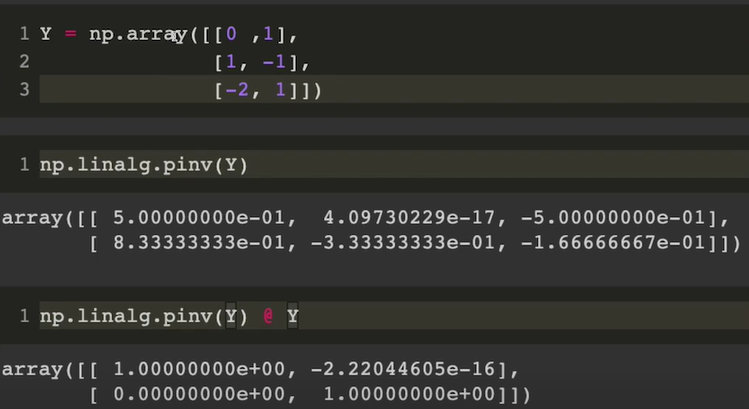 1 Y = np.array([[0 ,1],
2 [1, -1],
3 [-2, 1]])
1 np.linalg.pinv(Y)
array([[ 5.00000000e-01, 4.09730229e-17, -5.00000000e-01],
[ 8.33333333e-01, -3.33333333e-01, -1.66666667e-01]])
1 np.linalg.pinv(Y) @ Y
array([[ 1.00000000e+00, -2.22044605e-16],
[ 0.00000000e+00, 1.00000000e+00]])